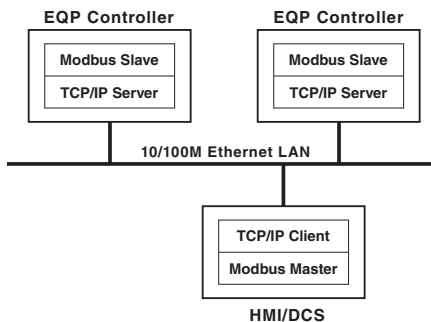 EQP Controller
EQP Controller
Modbus Slave
TCP/IP Server
Modbus Slave
TCP/IP Server
10/100M Ethernet LAN
TCP/IP Client
Modbus Master
HMI/DCS